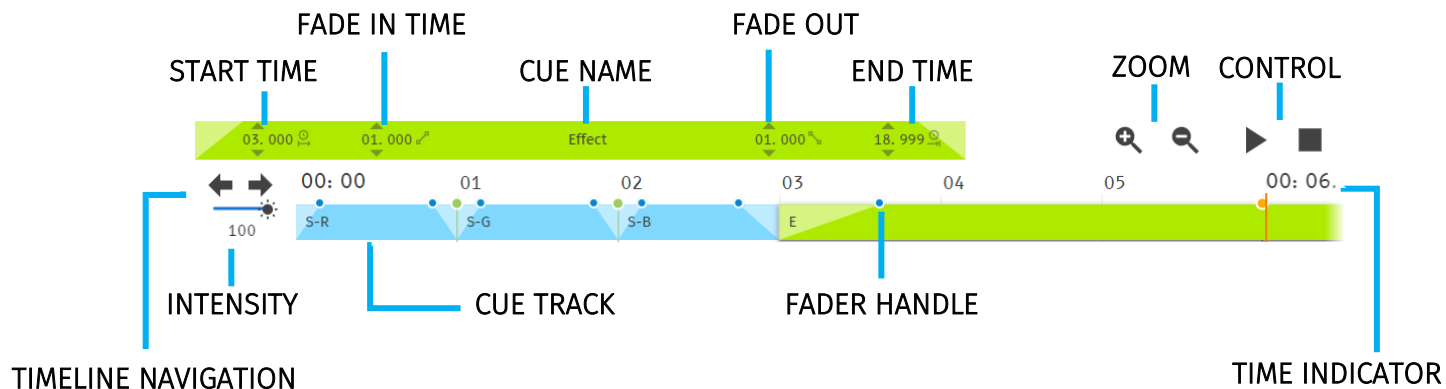 FADE IN TIME
FADE OUT
START TIME
CUE NAME
END TIME
ZOOM
CONTROL
03. 000
01. 000
Effect
01. 000
18. 999
00: 00
01
02
03
04
05
00: 06.
100
S-R
S-G
S-B
E
INTENSITY
CUE TRACK
FADER HANDLE
TIMELINE NAVIGATION
TIME INDICATOR